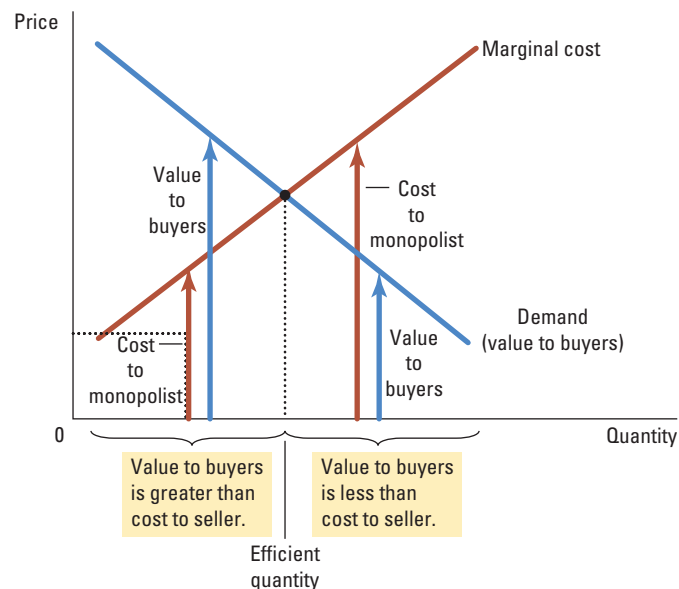 Price
Marginal cost
Value
to
buyers
Cost
to
monopolist
Demand
(value to buyers)
Cost
to
monopolist
Value
to
buyers
0
Quantity
Value to buyers
is greater than
cost to seller.
Value to buyers
is less than
cost to seller.
Efficient
quantity